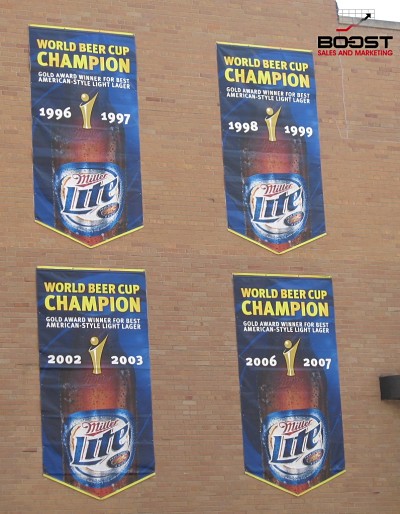 BOOST
SALES AND MARKETING
WORLD BEER CUP
CHAMPION
GOLD AWARD WINNER FOR BEST
AMERICAN-STYLE LIGHT LAGER
1996 1997
Miller
Lite
WORLD BEER CUP
CHAMPION
GOLD AWARD WINNER FOR BEST
AMERICAN-STYLE LIGHT LAGER
1998 1999
Miller
Lite
WORLD BEER CUP
CHAMPION
GOLD AWARD WINNER FOR BEST
AMERICAN-STYLE LIGHT LAGER
2002 2003
Miller
Lite
WORLD BEER CUP
CHAMPION
GOLD AWARD WINNER FOR BEST
AMERICAN-STYLE LIGHT LAGER
2006 2007
Miller
Lite